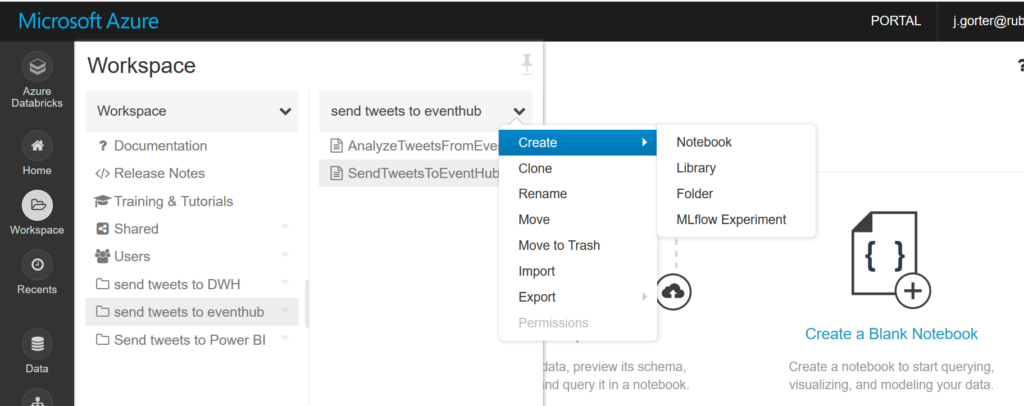 Microsoft Azure
PORTAL
j.gorter@rub
Azure
Databricks
Home
Workspace
Recents
Data
Workspace
Workspace
? Documentation
</> Release Notes
Training & Tutorials
Shared
Users
send tweets to DWH
send tweets to eventhub
Send tweets to Power BI
send tweets to eventhub
AnalyzeTweetsFromEve
SendTweetsToEventHub
Create
Clone
Rename
Move
Move to Trash
Import
Export
Permissions
Notebook
Library
Folder
MLflow Experiment
data, preview its schema,
nd query it in a notebook.
{ }
Create a Blank Notebook
Create a notebook to start querying,
visualizing, and modeling your data.
?